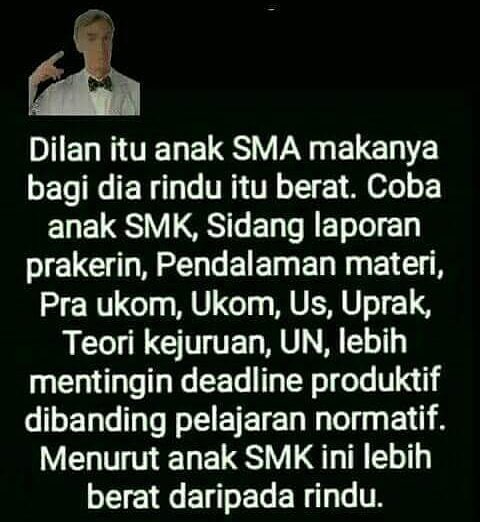 Dilan itu anak SMA makanya
bagi dia rindu itu berat. Coba
anak SMK, Sidang laporan
prakerin, Pendalaman materi,
Pra ukom, Ukom, Us, Uprak,
Teori kejuruan, UN, lebih
mentingin deadline produktif
dibanding pelajaran normatif.
Menurut anak SMK ini lebih
berat daripada rindu.